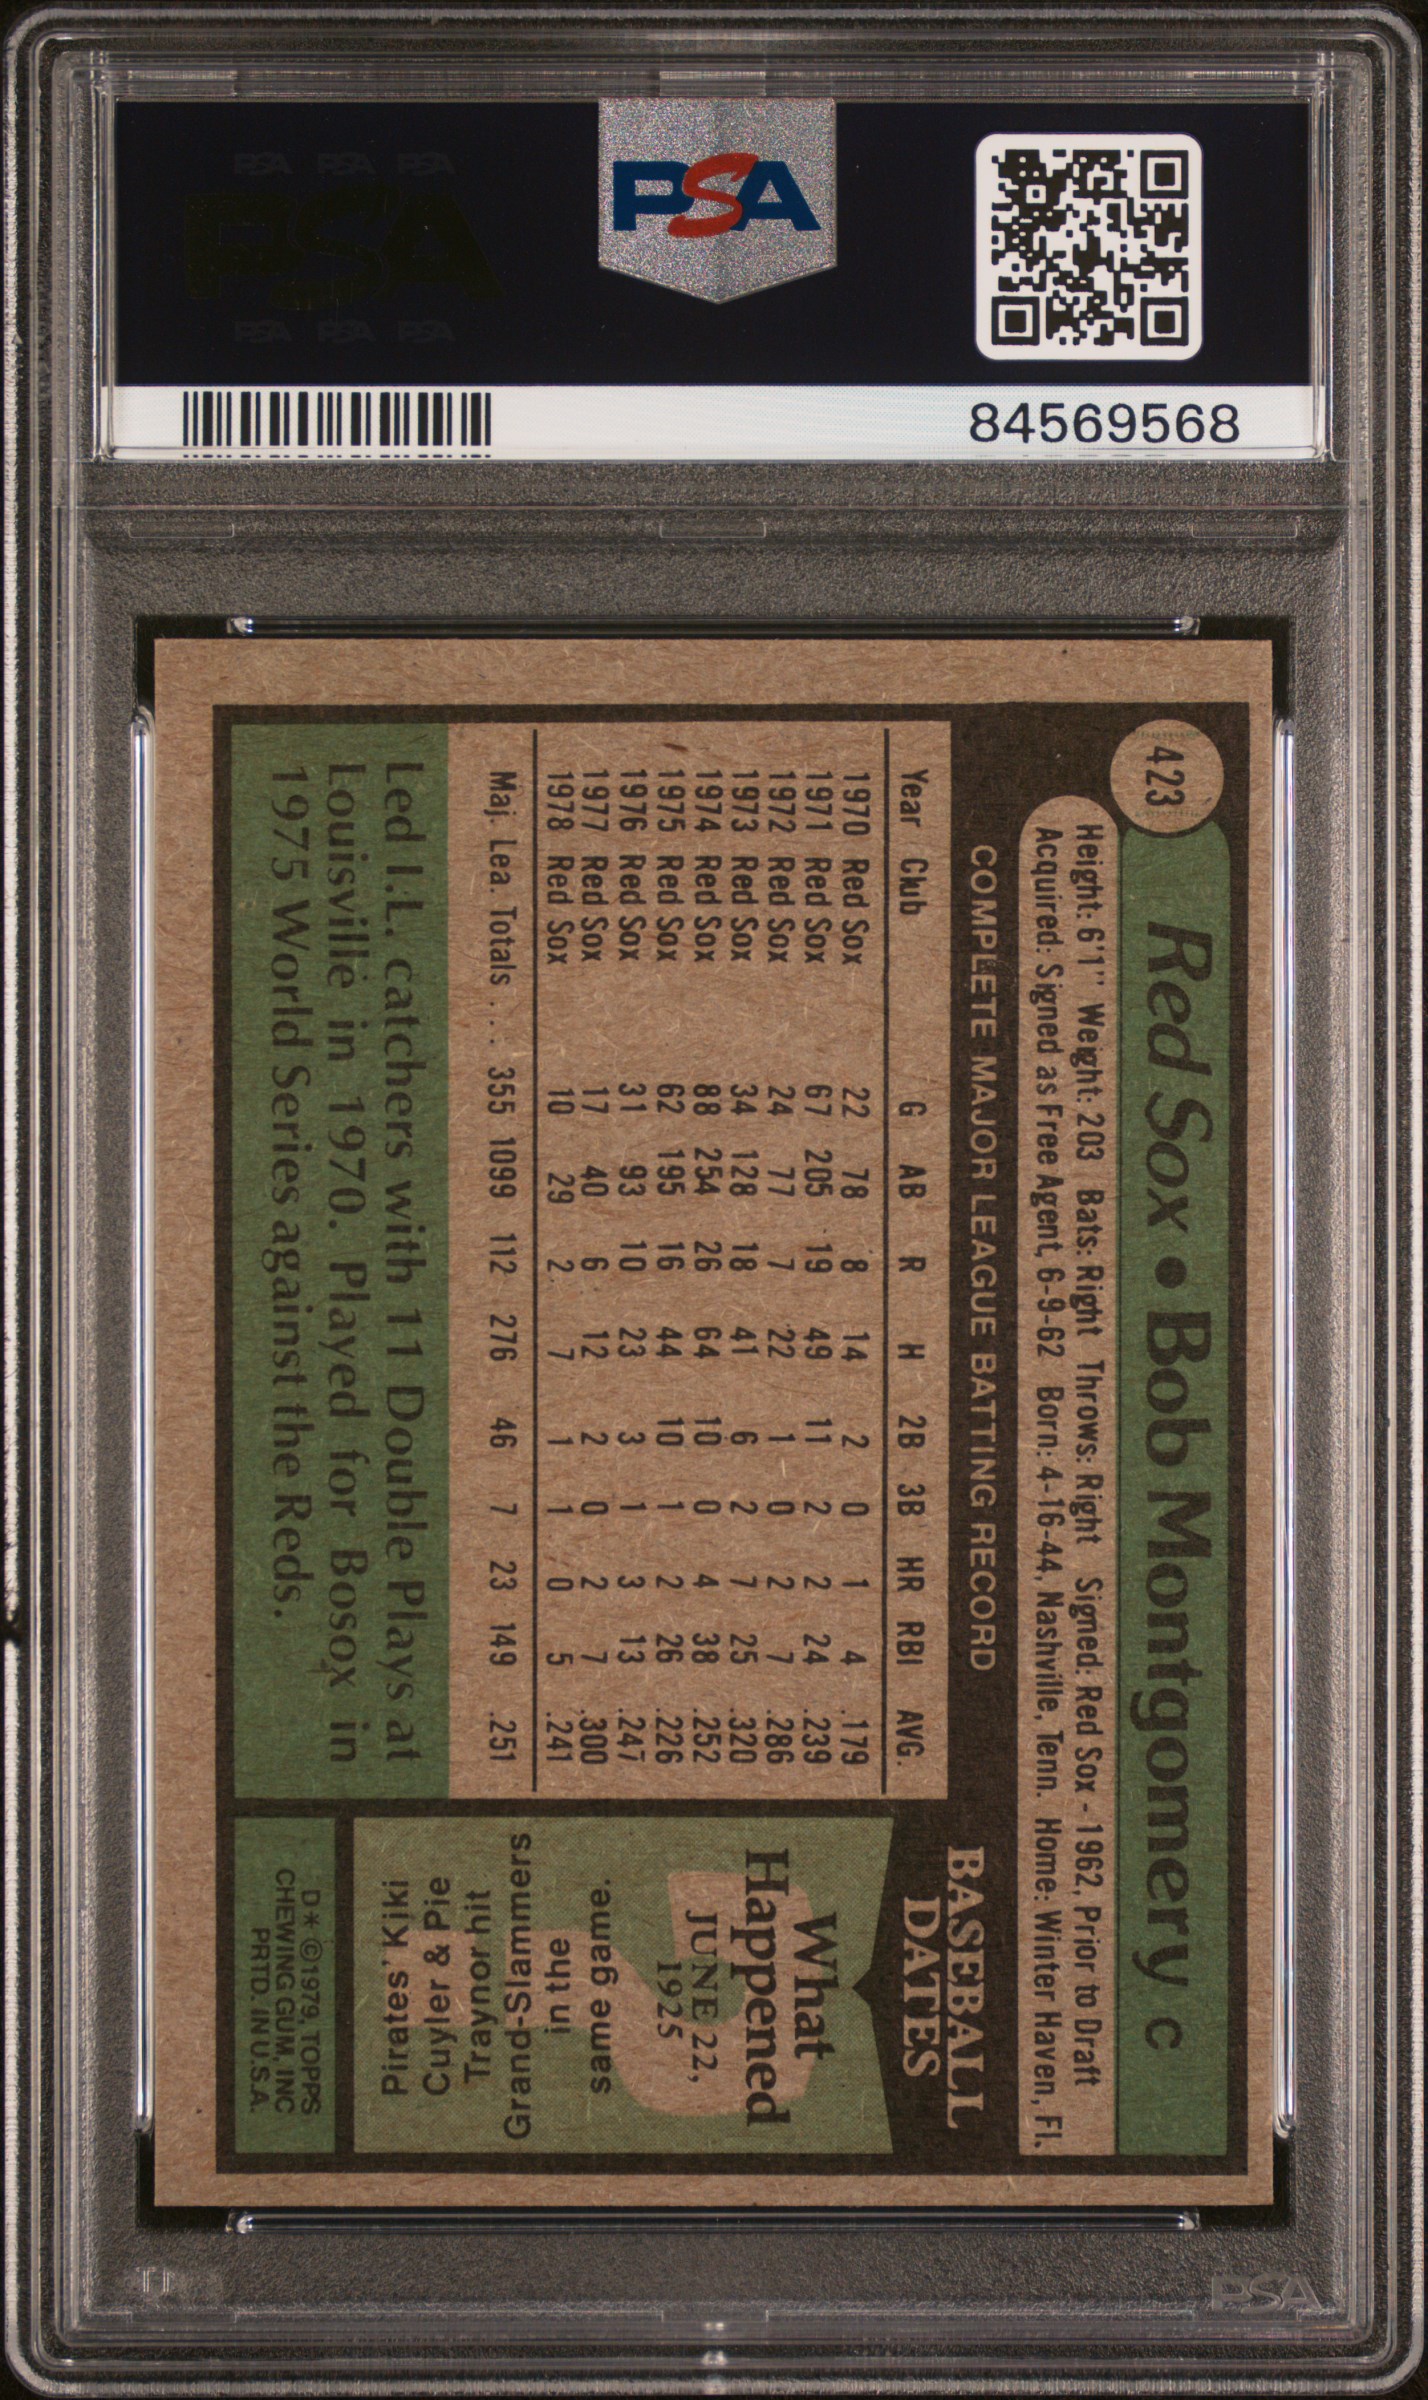 PSA PSA PSA
PSA
PSA PSA PSA
PSA
84569568
423
Red Sox • Bob Montgomery C
Height: 6'1" Weight: 203 Bats: Right Throws: Right Signed: Red Sox - 1962, Prior to Draft
Acquired: Signed as Free Agent, 6-9-62 Born: 4-16-44, Nashville, Tenn. Home: Winter Haven, Fl.
COMPLETE MAJOR LEAGUE BATTING RECORD
Year Club G AB R H 2B 3B HR RBI AVG.
1970 Red Sox 22 78 8 14 2 0 1 4 .179
1971 Red Sox 67 205 19 49 11 2 2 24 .239
1972 Red Sox 24 77 7 22 1 0 2 7 .286
1973 Red Sox 34 128 18 41 6 2 7 25 .320
1974 Red Sox 88 254 26 64 10 0 4 38 .252
1975 Red Sox 62 195 16 44 10 1 2 26 .226
1976 Red Sox 31 93 10 23 3 1 3 13 .247
1977 Red Sox 17 40 6 12 2 0 2 7 .300
1978 Red Sox 10 29 2 7 1 1 0 5 .241
Maj. Lea. Totals . . . 355 1099 112 276 46 7 23 149 .251
Led I.L. catchers with 11 Double Plays at
Louisville in 1970. Played for Bosox in
1975 World Series against the Reds.
BASEBALL
DATES
What
Happened
JUNE 22,
1925
same game.
in the
Grand-Slammers
Traynor hit
Cuyler & Pie
Pirates' Kiki
D* ©1979, TOPPS
CHEWING GUM, INC
PRTD. IN U.S.A.
PSA